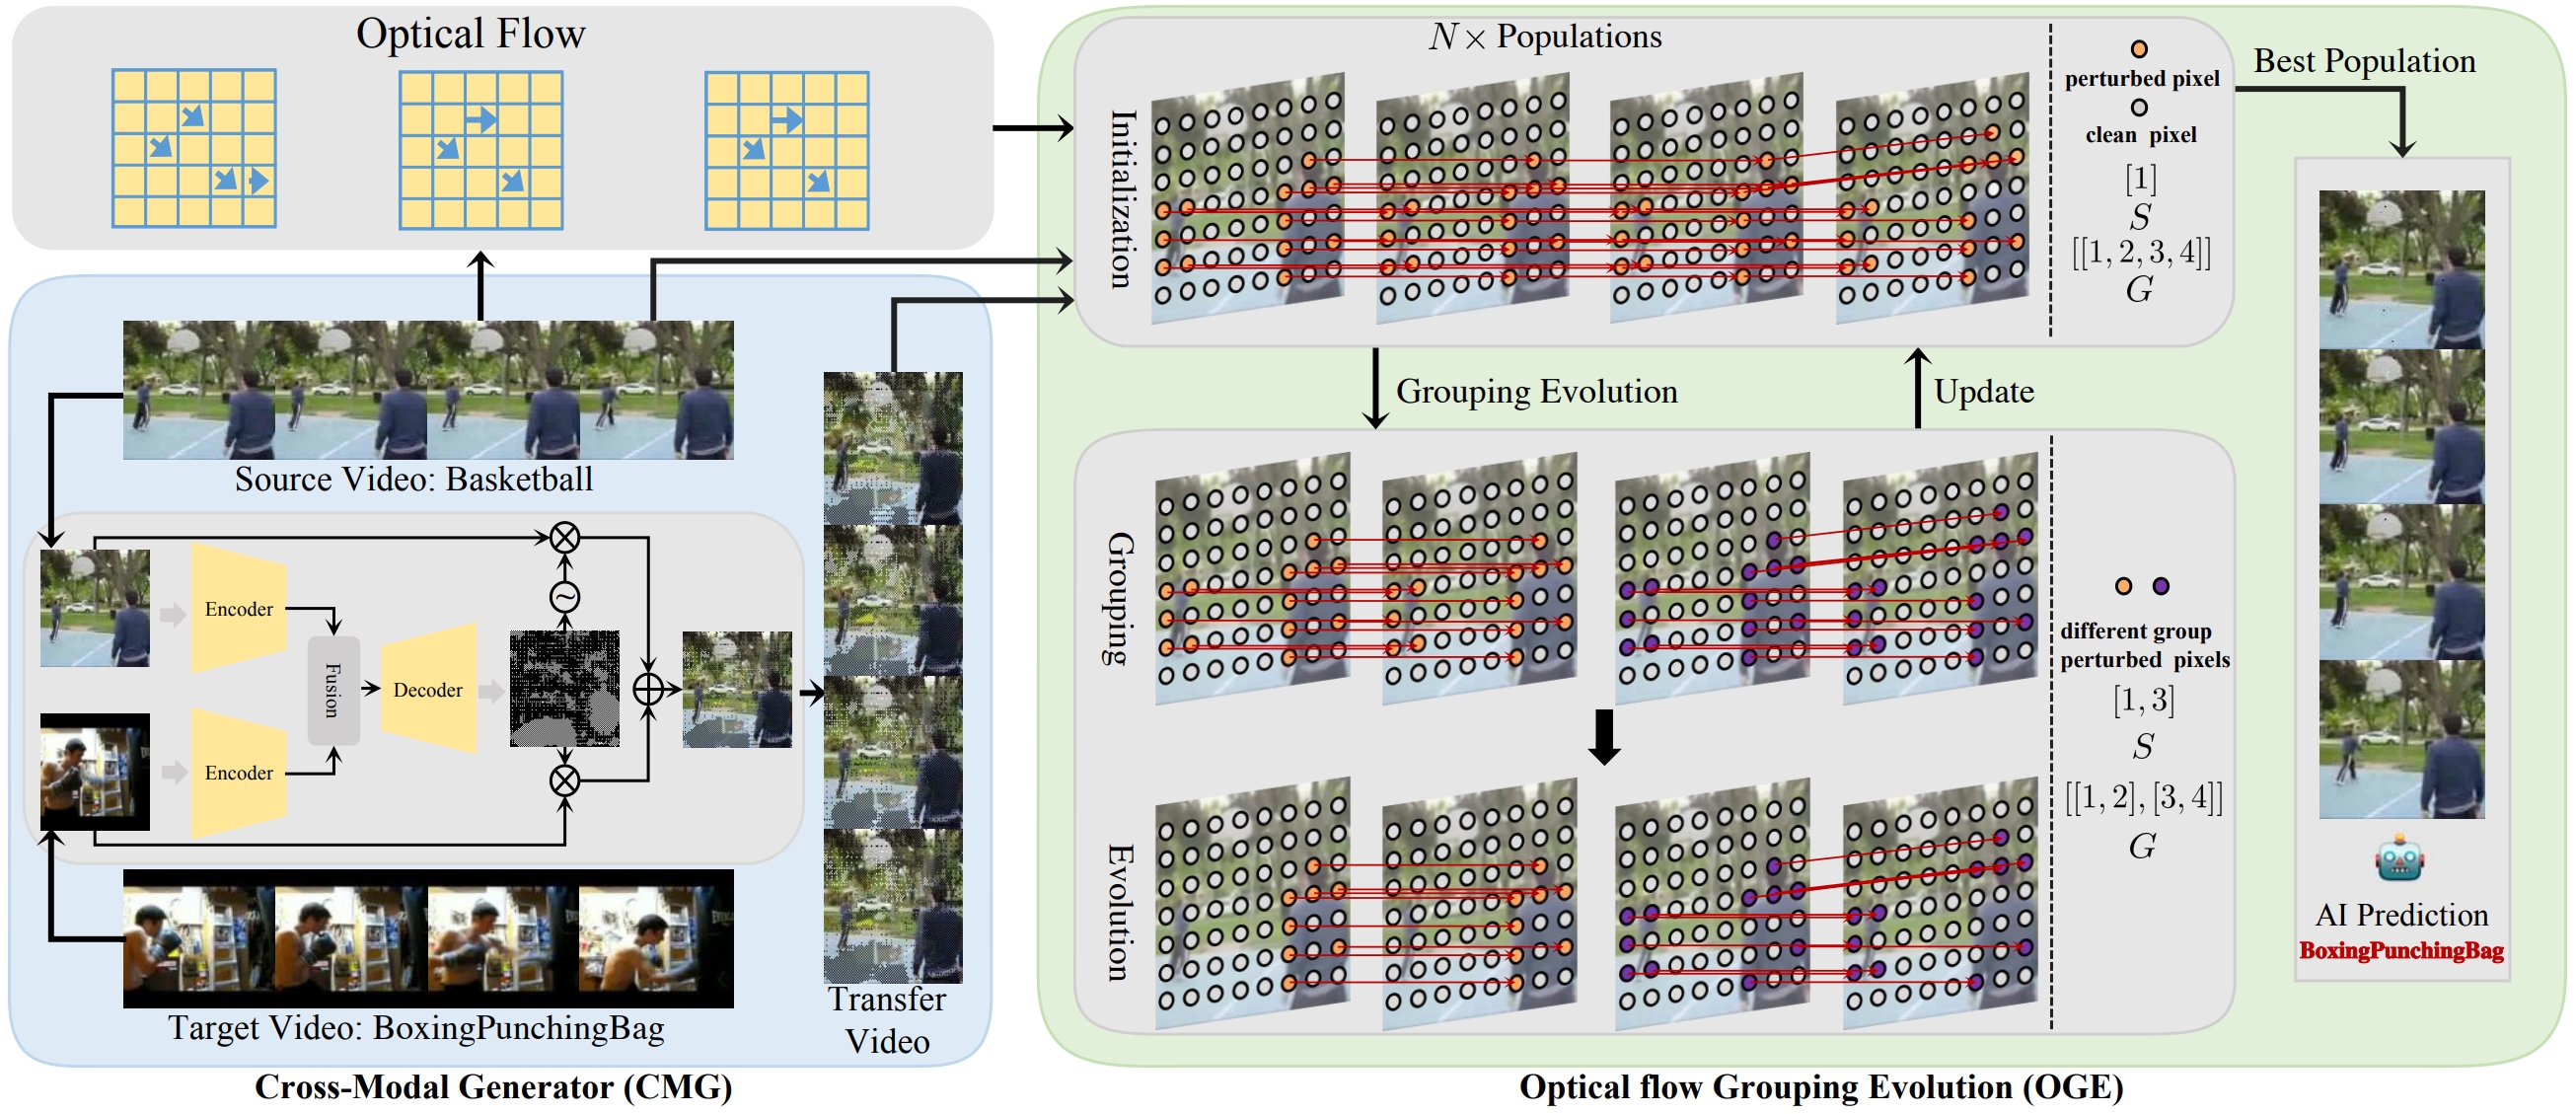 Optical Flow
Source Video: Basketball
Encoder
Encoder
Fusion
Decoder
~
Target Video: BoxingPunchingBag
Transfer
Video
Cross-Modal Generator (CMG)
N × Populations
Initialization
perturbed pixel
clean pixel
[1]
S
[[1, 2, 3, 4]]
G
Grouping Evolution
Update
Grouping
Evolution
different group
perturbed pixels
[1, 3]
S
[[1, 2], [3, 4]]
G
Best Population
AI Prediction
BoxingPunchingBag
Optical flow Grouping Evolution (OGE)